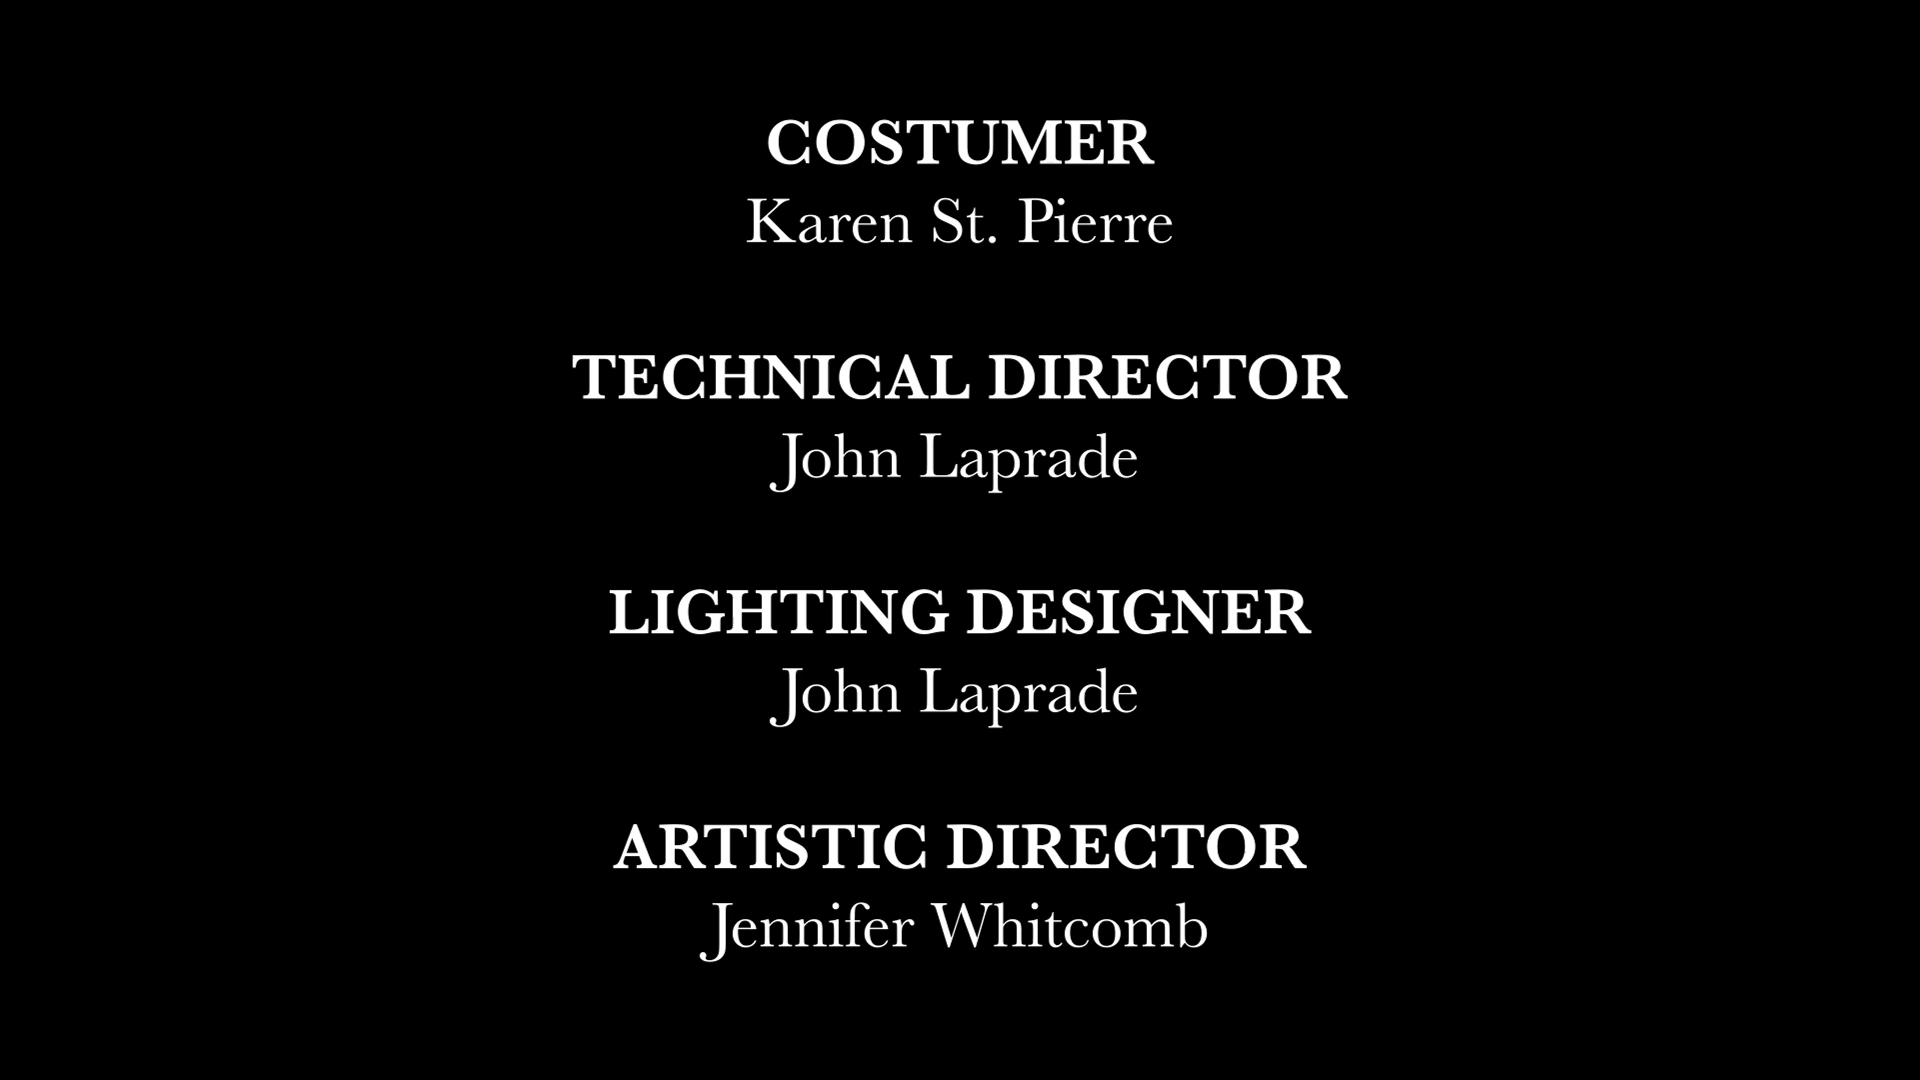 COSTUMER
Karen St. Pierre
TECHNICAL DIRECTOR
John Laprade
LIGHTING DESIGNER
John Laprade
ARTISTIC DIRECTOR
Jennifer Whitcomb